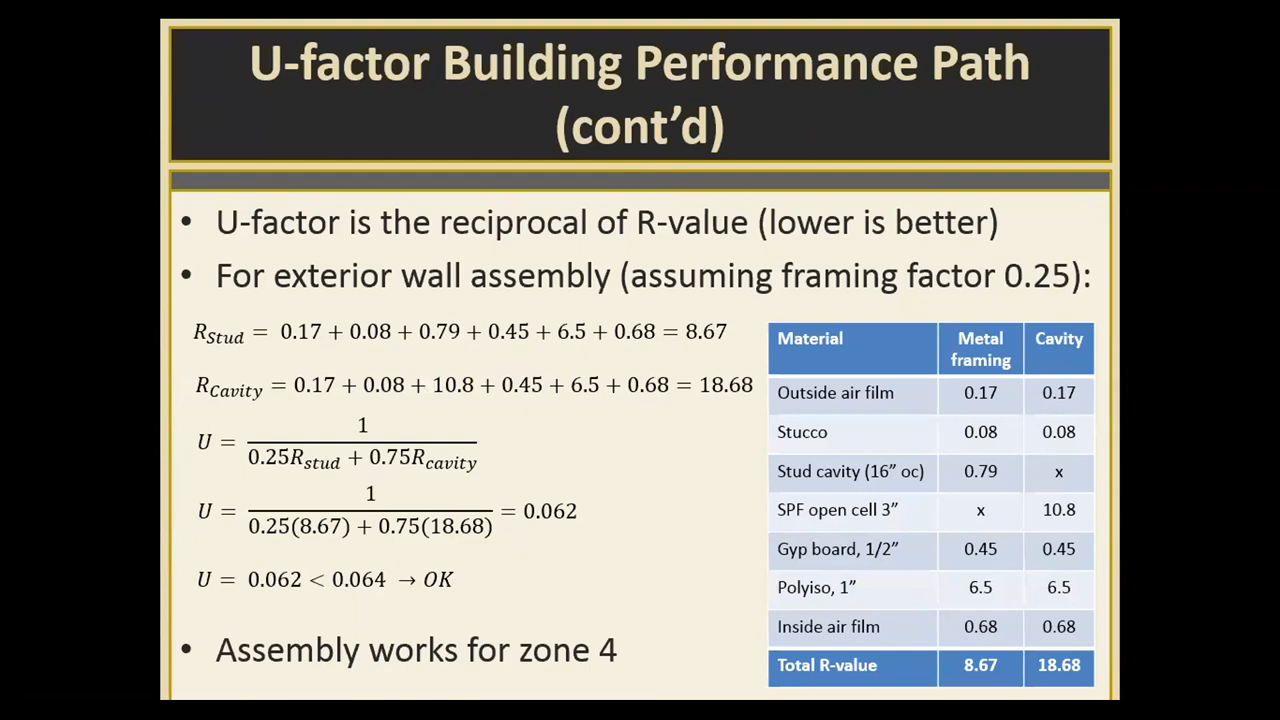 U-factor Building Performance Path
(cont’d)
• U-factor is the reciprocal of R-value (lower is better)
• For exterior wall assembly (assuming framing factor 0.25):
R_Stud = 0.17 + 0.08 + 0.79 + 0.45 + 6.5 + 0.68 = 8.67
R_Cavity = 0.17 + 0.08 + 10.8 + 0.45 + 6.5 + 0.68 = 18.68
U = 1 / (0.25R_stud + 0.75R_cavity)
U = 1 / (0.25(8.67) + 0.75(18.68)) = 0.062
U = 0.062 < 0.064 → OK
• Assembly works for zone 4
Material Metal framing Cavity
Outside air film 0.17 0.17
Stucco 0.08 0.08
Stud cavity (16” oc) 0.79 x
SPF open cell 3” x 10.8
Gyp board, 1/2” 0.45 0.45
Polyiso, 1” 6.5 6.5
Inside air film 0.68 0.68
Total R-value 8.67 18.68